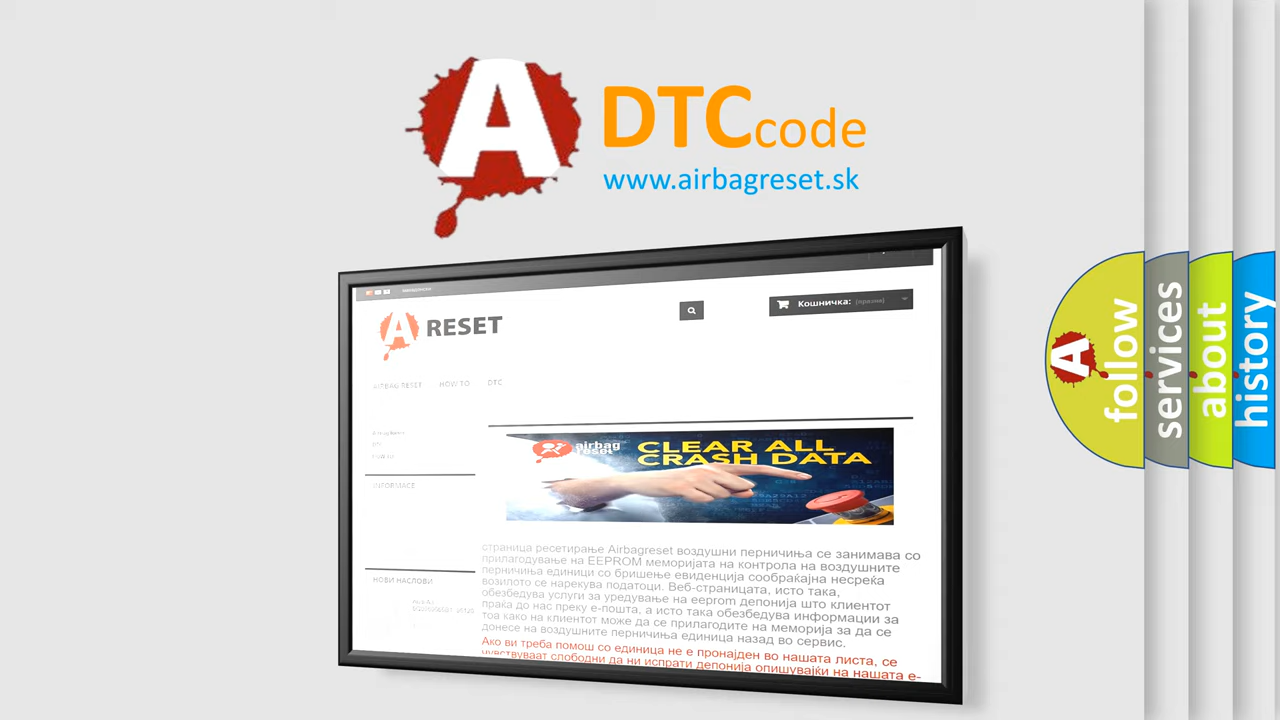 A
DTCcode
www.airbagreset.sk
A RESET
Кошничка: (празни)
AIRBAG RESET HOW TO DTC
INFORMACE
НОВИ НАСЛОВИ
airbag
reset
CLEAR ALL
CRASH DATA
страница ресетирање Airbagreset воздушни перничиња се занимава со
прилагодување на EEPROM меморијата на контрола на воздушните
перничиња единици со бришење евиденција сообраќајна несреќа
возилото се нарекува податоци. Веб-страницата, исто така,
обезбедува услуги за уредување на eeprom депонија што клиентот
праќа до нас преку е-пошта, а исто така обезбедува информации за
тоа како на клиентот може да се прилагодите на меморија за да се
донесе на воздушните перничиња единица назад во сервис.
Ако ви треба помош со единица не е пронајден во нашата листа, се
чувствуваат слободни да ни испрати депонија опишувајќи на нашата е-
A
follow
services
about
history